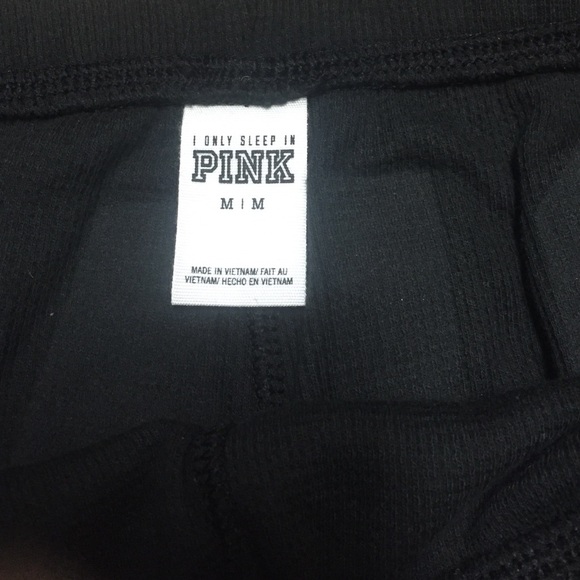 I ONLY SLEEP IN
PINK
M | M
MADE IN VIETNAM/ FAIT AU
VIETNAM/ HECHO EN VIETNAM